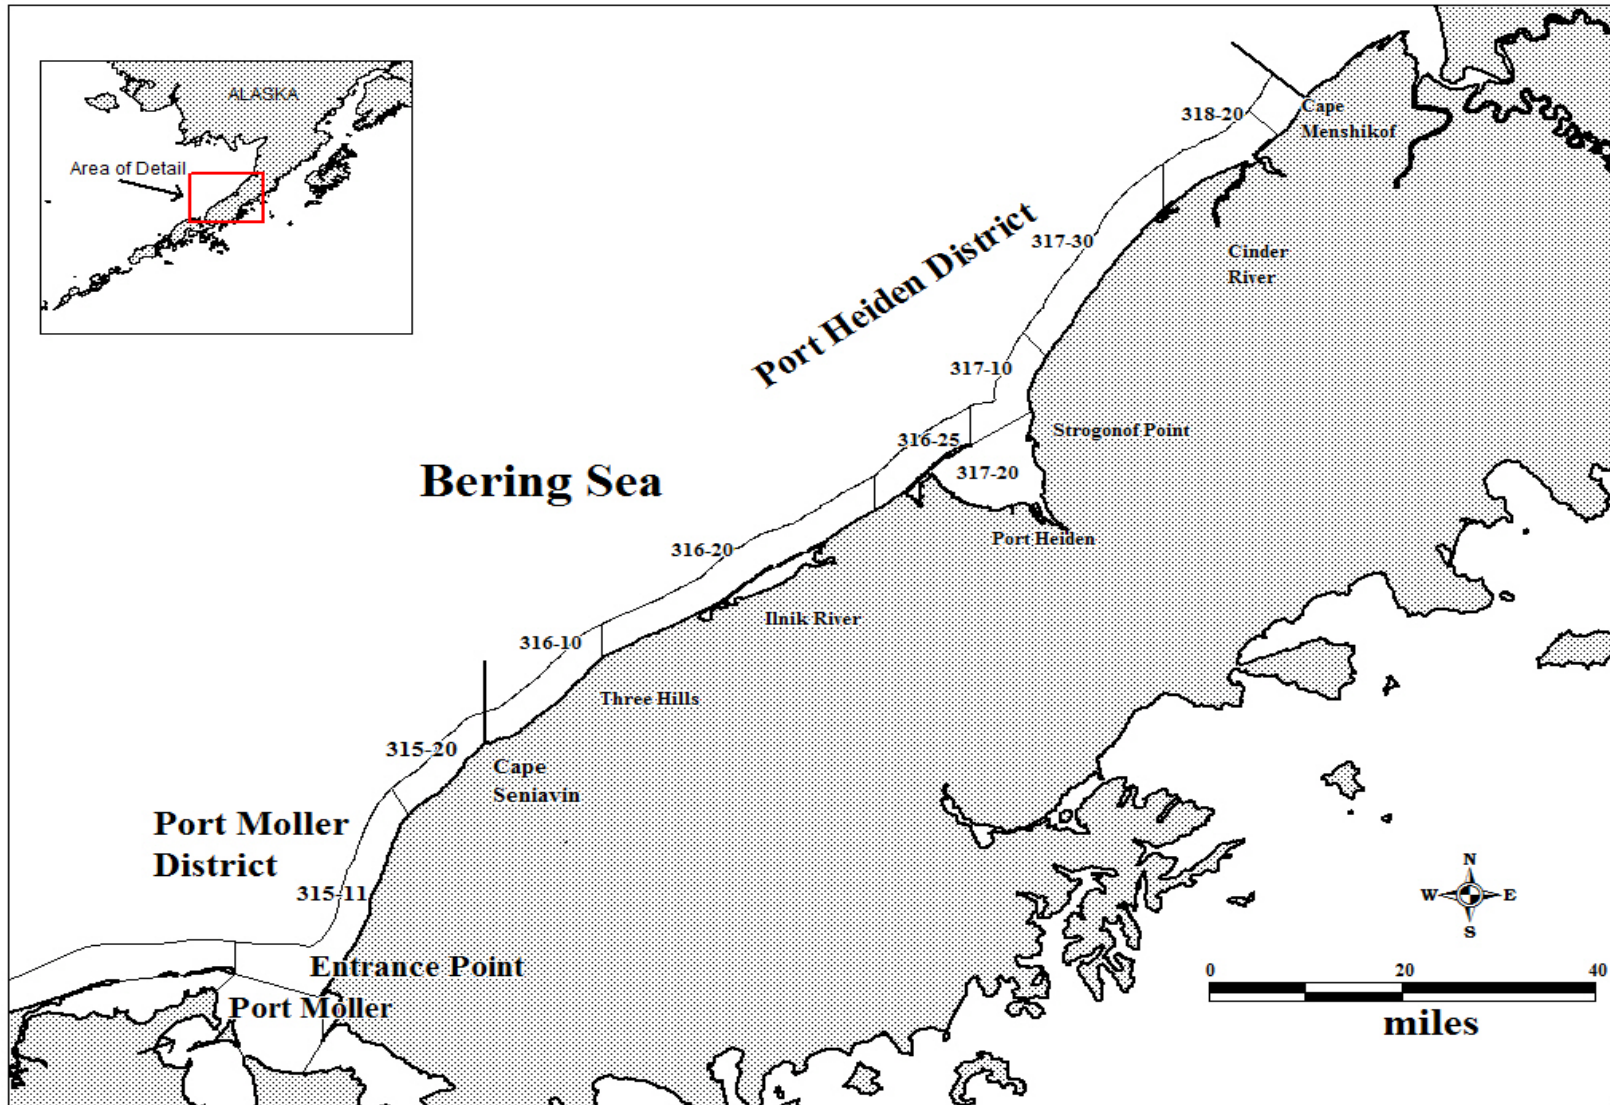 ALASKA
Area of Detail
318-20
Cape
Menshikof
Port Heiden District
317-30
Cinder
River
317-10
316-25
Strogonof Point
317-20
Bering Sea
Port Heiden
316-20
Ilnik River
316-10
Three Hills
315-20
Cape
Seniavin
Port Moller
District
315-11
Entrance Point
Port Moller
N
W E
S
0 20 40
miles